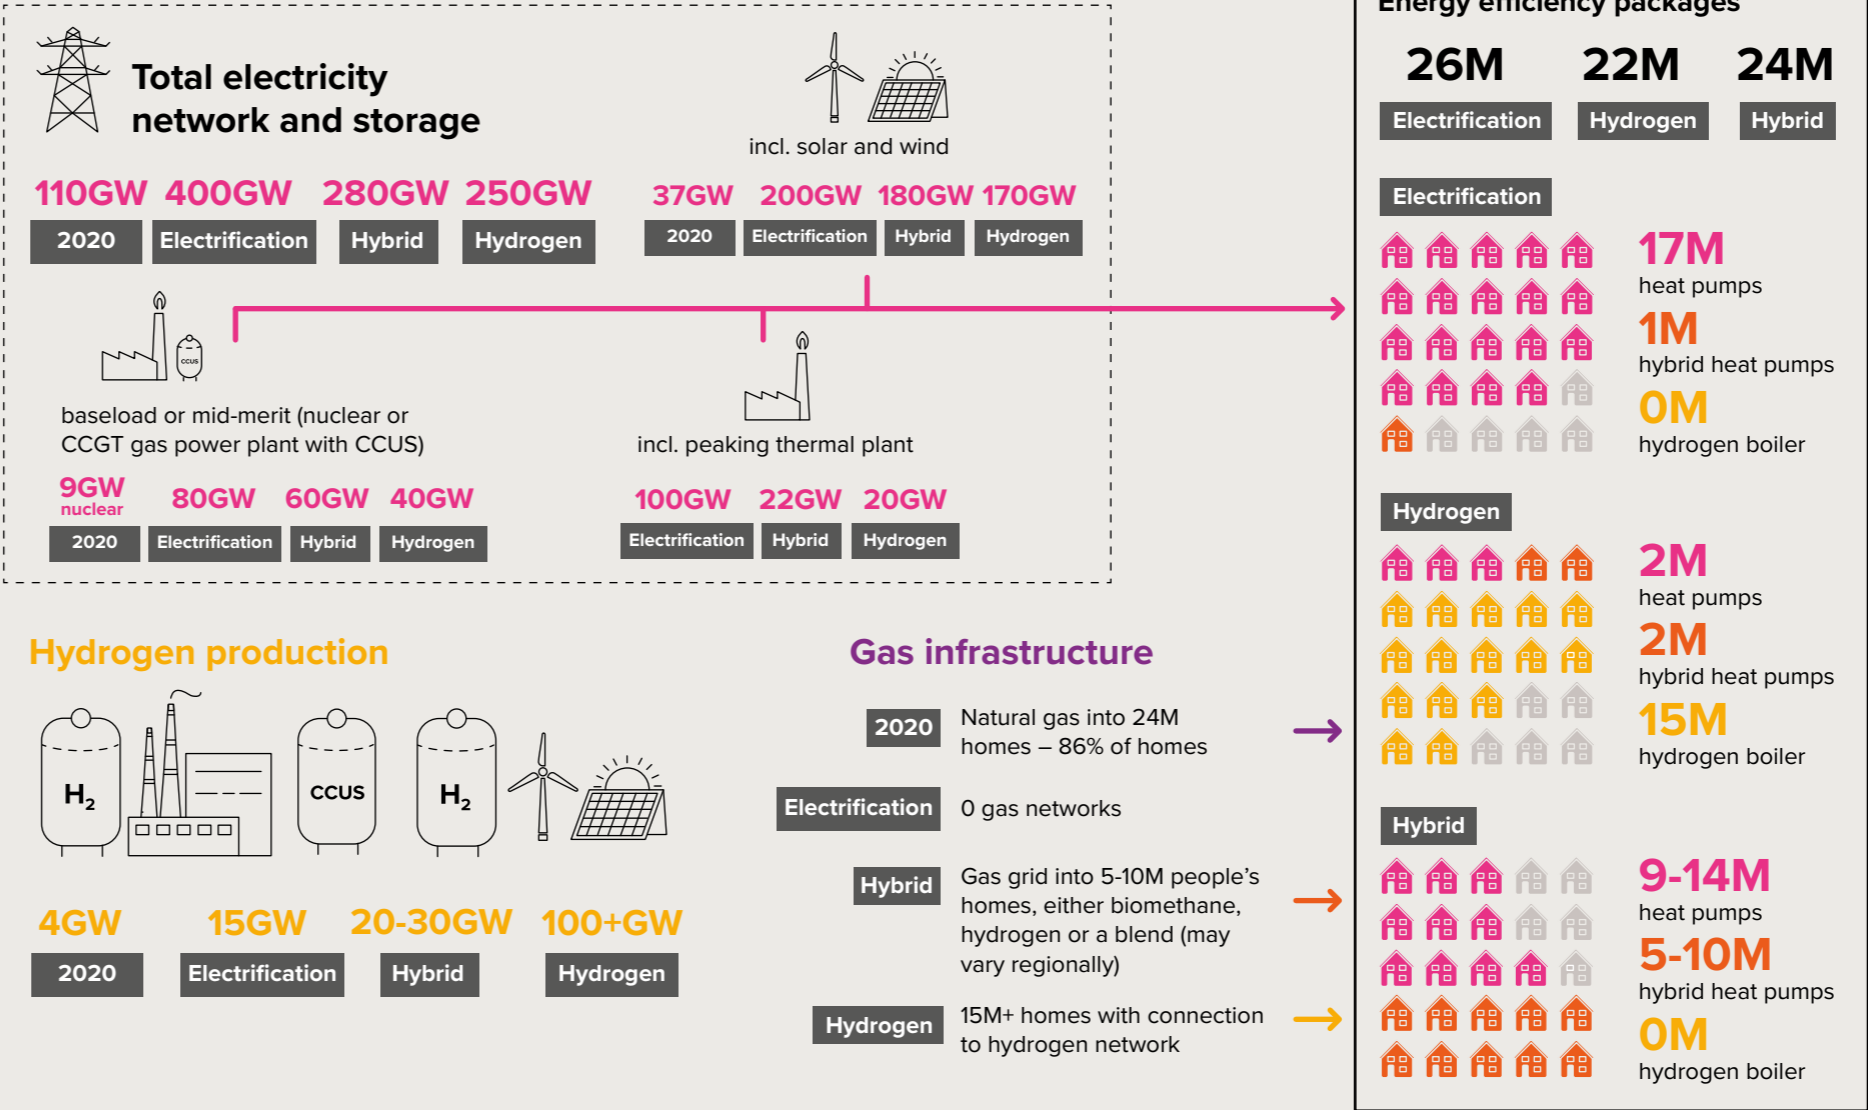 Total electricity
network and storage
110GW 400GW 280GW 250GW
2020 Electrification Hybrid Hydrogen
incl. solar and wind
37GW 200GW 180GW 170GW
2020 Electrification Hybrid Hydrogen
CCUS
baseload or mid-merit (nuclear or
CCGT gas power plant with CCUS)
9GW
nuclear
80GW 60GW 40GW
2020 Electrification Hybrid Hydrogen
incl. peaking thermal plant
100GW 22GW 20GW
Electrification Hybrid Hydrogen
Hydrogen production
H₂ CCUS H₂
4GW 15GW 20-30GW 100+GW
2020 Electrification Hybrid Hydrogen
Gas infrastructure
2020
Natural gas into 24M
homes – 86% of homes
Electrification
0 gas networks
Hybrid
Gas grid into 5-10M people’s
homes, either biomethane,
hydrogen or a blend (may
vary regionally)
Hydrogen
15M+ homes with connection
to hydrogen network
Energy efficiency packages
26M 22M 24M
Electrification Hydrogen Hybrid
Electrification
17M
heat pumps
1M
hybrid heat pumps
0M
hydrogen boiler
Hydrogen
2M
heat pumps
2M
hybrid heat pumps
15M
hydrogen boiler
Hybrid
9-14M
heat pumps
5-10M
hybrid heat pumps
0M
hydrogen boiler